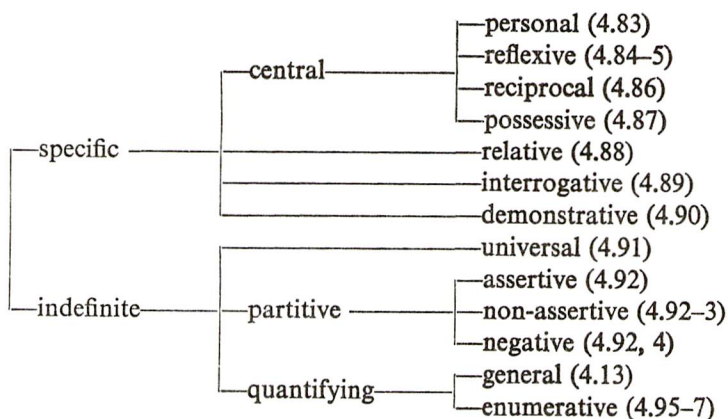 personal (4.83)
reflexive (4.84–5)
central
reciprocal (4.86)
possessive (4.87)
specific
relative (4.88)
interrogative (4.89)
demonstrative (4.90)
universal (4.91)
assertive (4.92)
indefinite
partitive
non-assertive (4.92–3)
negative (4.92, 4)
general (4.13)
quantifying
enumerative (4.95–7)